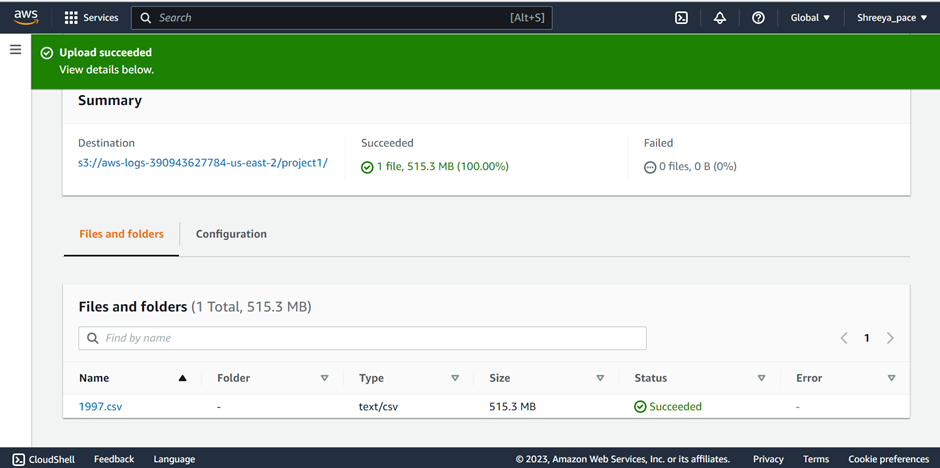 aws Services Search [Alt+S] Global Shreeya_pace
Upload succeeded
View details below.
Summary
Destination Succeeded Failed
s3://aws-logs-390943627784-us-east-2/project1/ 1 file, 515.3 MB (100.00%) 0 files, 0 B (0%)
Files and folders Configuration
Files and folders (1 Total, 515.3 MB)
Find by name 1
Name Folder Type Size Status Error
1997.csv - text/csv 515.3 MB Succeeded -
CloudShell Feedback Language © 2023, Amazon Web Services, Inc. or its affiliates. Privacy Terms Cookie preferences